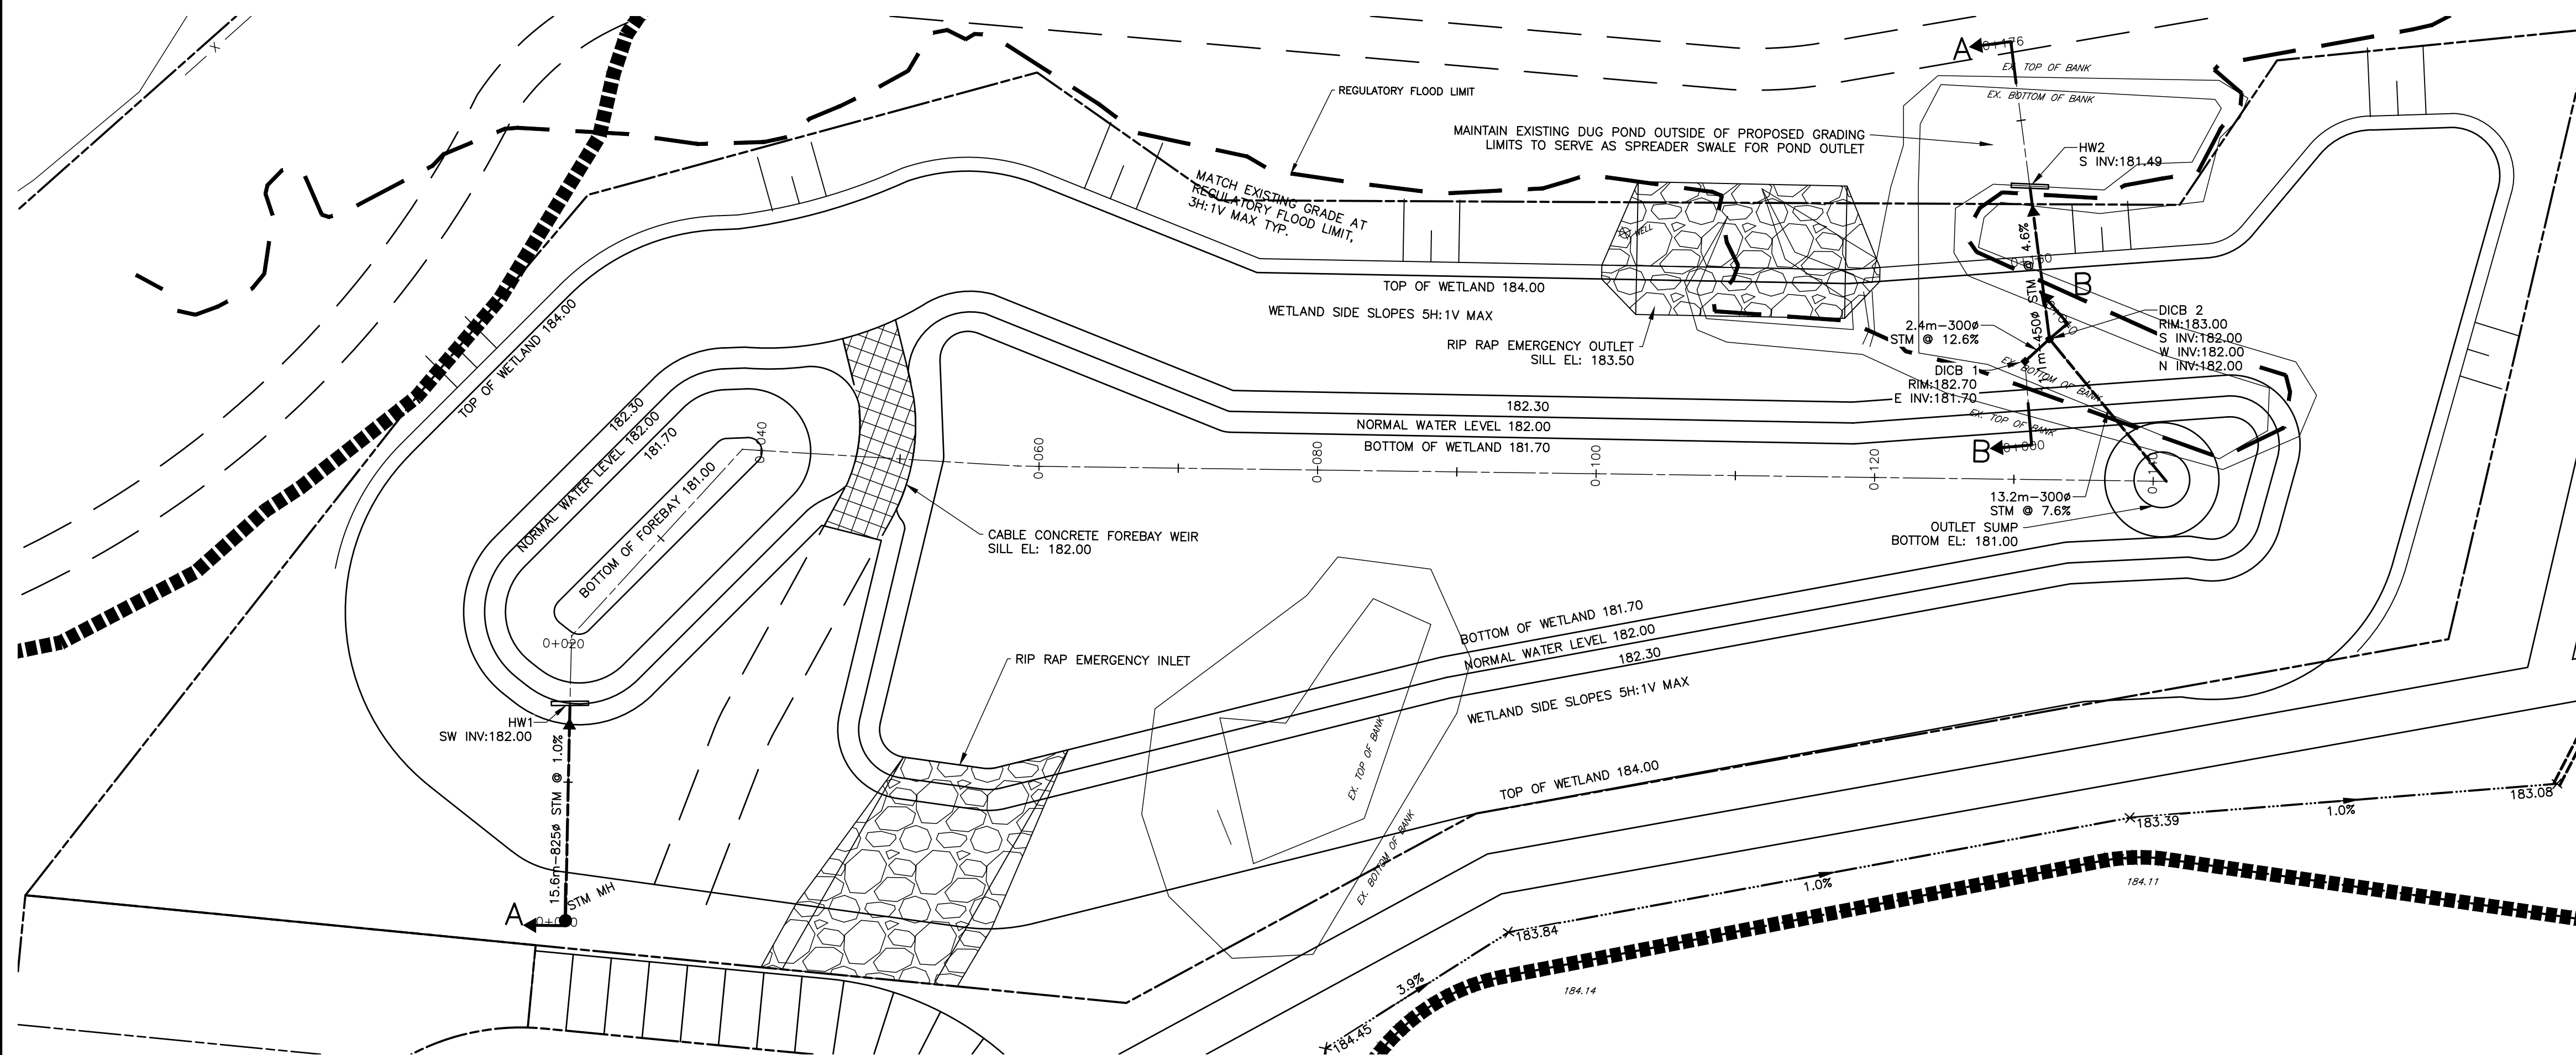 X
A
0+176
EX. TOP OF BANK
EX. BOTTOM OF BANK
REGULATORY FLOOD LIMIT
MAINTAIN EXISTING DUG POND OUTSIDE OF PROPOSED GRADING
LIMITS TO SERVE AS SPREADER SWALE FOR POND OUTLET
HW2
S INV:181.49
MATCH EXISTING GRADE AT
REGULATORY FLOOD LIMIT,
3H:1V MAX TYP.
WELL
STM @ 4.6%
TOP OF WETLAND 184.00
WETLAND SIDE SLOPES 5H:1V MAX
RIP RAP EMERGENCY OUTLET
SILL EL: 183.50
B
2.4m-300ø
STM @ 12.6%
m-450ø
DICB 2
RIM:183.00
S INV:182.00
W INV:182.00
N INV:182.00
DICB 1
RIM:182.70
E INV:181.70
EX. BOTTOM OF BANK
EX. TOP OF BANK
TOP OF WETLAND 184.00
182.30
NORMAL WATER LEVEL 182.00
181.70
BOTTOM OF FOREBAY 181.00
0+040
0+060
0+080
0+100
0+120
182.30
NORMAL WATER LEVEL 182.00
BOTTOM OF WETLAND 181.70
B
0+000
13.2m-300ø
STM @ 7.6%
OUTLET SUMP
BOTTOM EL: 181.00
CABLE CONCRETE FOREBAY WEIR
SILL EL: 182.00
0+020
RIP RAP EMERGENCY INLET
BOTTOM OF WETLAND 181.70
NORMAL WATER LEVEL 182.00
182.30
WETLAND SIDE SLOPES 5H:1V MAX
HW1
SW INV:182.00
15.6m-825ø STM @ 1.0%
EX. TOP OF BANK
EX. BOTTOM OF BANK
TOP OF WETLAND 184.00
STM MH
A
183.08
1.0%
183.39
1.0%
184.11
183.84
3.9%
184.14
184.45